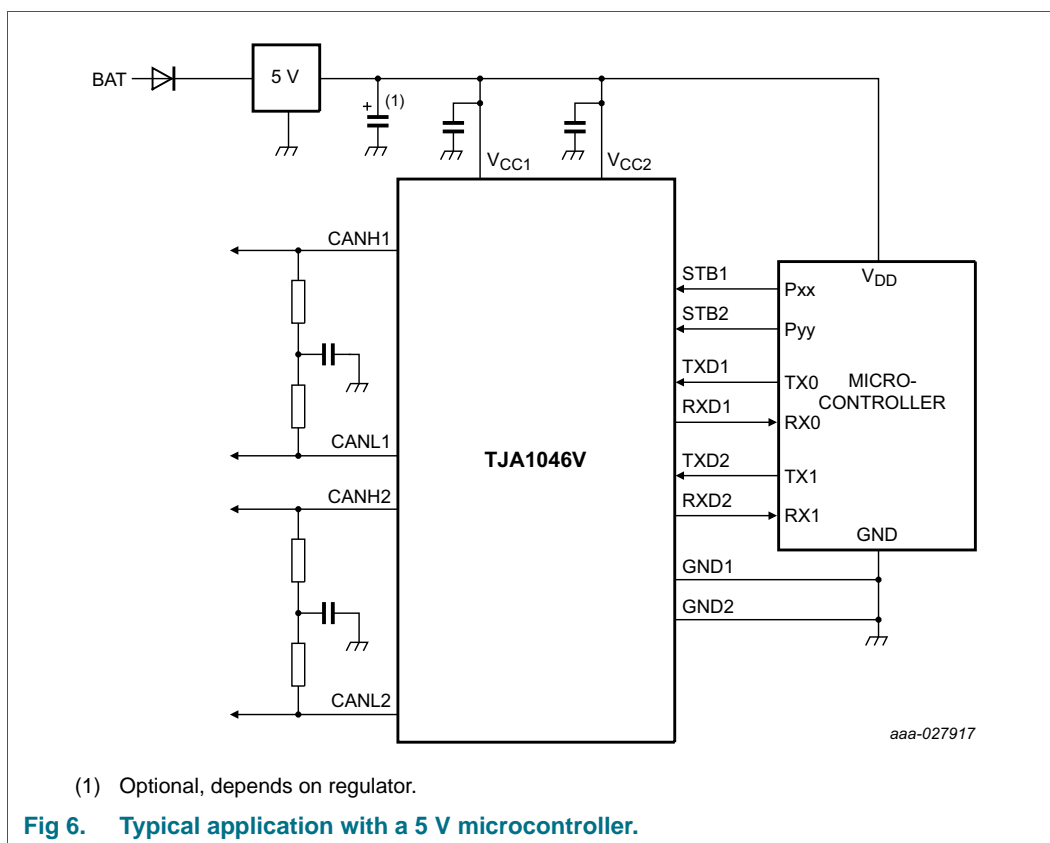 BAT
5 V
+
(1)
VCC1
VCC2
CANH1
CANL1
CANH2
CANL2
TJA1046V
STB1
STB2
TXD1
RXD1
TXD2
RXD2
GND1
GND2
VDD
Pxx
Pyy
TX0
RX0
TX1
RX1
MICRO-
CONTROLLER
GND
aaa-027917
(1) Optional, depends on regulator.
Fig 6. Typical application with a 5 V microcontroller.